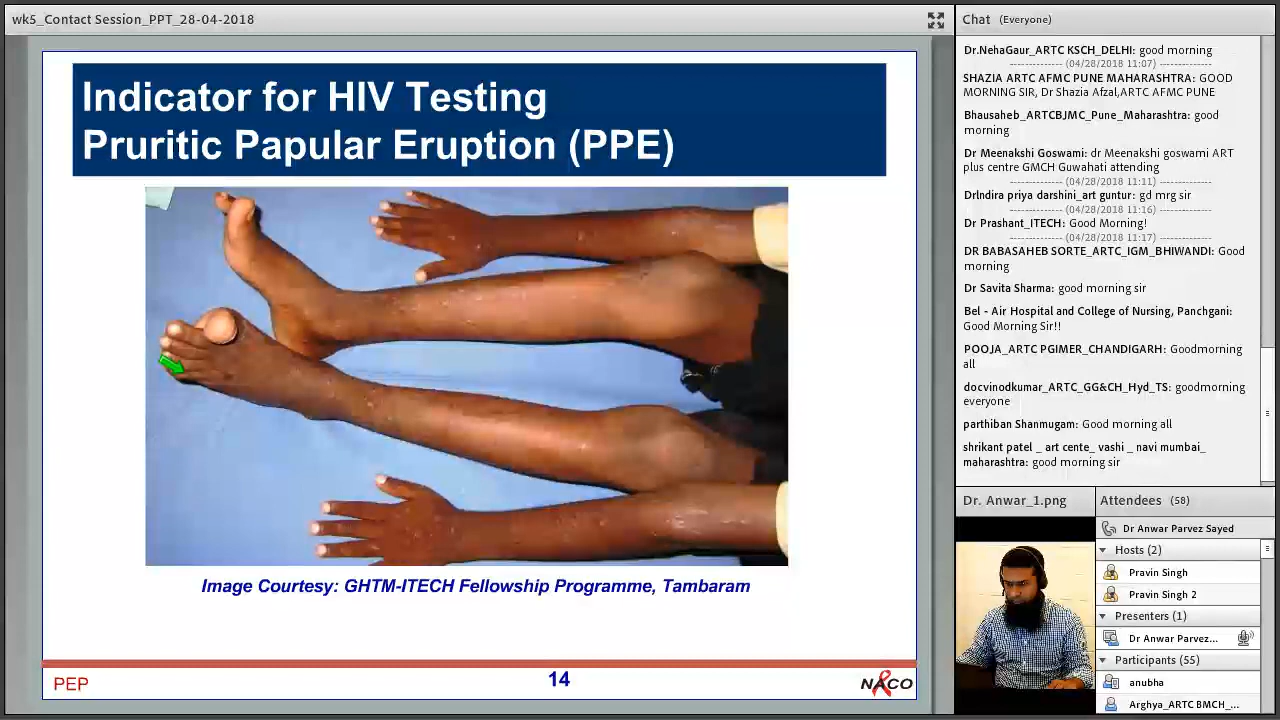 wk5_Contact Session_PPT_28-04-2018
Indicator for HIV Testing
Pruritic Papular Eruption (PPE)
Image Courtesy: GHTM-ITECH Fellowship Programme, Tambaram
PEP
14
NACO
Chat (Everyone)
Dr.NehaGaur_ARTC KSCH_DELHI: good morning
--------------- (04/28/2018 11:07) ---------------
SHAZIA ARTC AFMC PUNE MAHARASHTRA: GOOD
MORNING SIR, Dr Shazia Afzal,ARTC AFMC PUNE
Bhausaheb_ARTCBJMC_Pune_Maharashtra: good
morning
Dr Meenakshi Goswami: dr Meenakshi goswami ART
plus centre GMCH Guwahati attending
--------------- (04/28/2018 11:11) ---------------
DrIndira priya darshini_art guntur: gd mrg sir
--------------- (04/28/2018 11:16) ---------------
Dr Prashant_ITECH: Good Morning!
--------------- (04/28/2018 11:17) ---------------
DR BABASAHEB SORTE_ARTC_IGM_BHIWANDI: Good
morning
Dr Savita Sharma: good morning sir
Bel - Air Hospital and College of Nursing, Panchgani:
Good Morning Sir!!
POOJA_ARTC PGIMER_CHANDIGARH: Goodmorning
all
docvinodkumar_ARTC_GG&CH_Hyd_TS: goodmorning
everyone
parthiban Shanmugam: Good morning all
shrikant patel _ art cente_ vashi _ navi mumbai_
maharashtra: good morning sir
Dr. Anwar_1.png
Attendees (58)
Dr Anwar Parvez Sayed
Hosts (2)
Pravin Singh
Pravin Singh 2
Presenters (1)
Dr Anwar Parvez...
Participants (55)
anubha
Arghya_ARTC BMCH_...